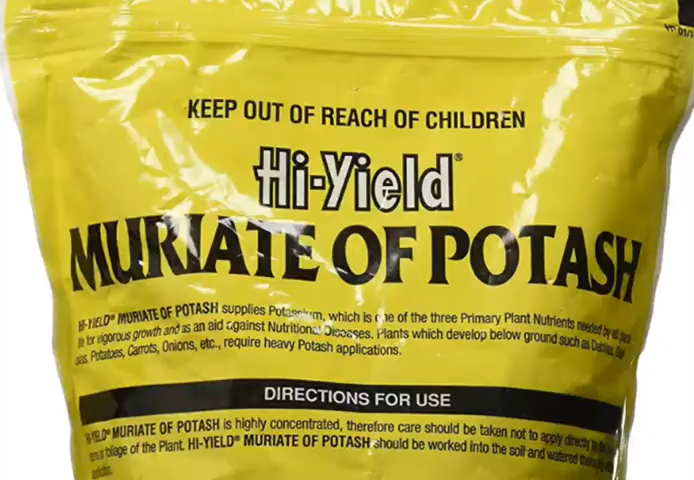 01/1
KEEP OUT OF REACH OF CHILDREN
Hi-Yield®
MURIATE OF POTASH
HI-YIELD® MURIATE OF POTASH supplies Potassium, which is one of the three Primary Plant Nutrients needed by all plant
life for vigorous growth and as an aid against Nutritional Diseases. Plants which develop below ground such as
Potatoes, Carrots, Onions, etc., require heavy Potash applications.
DIRECTIONS FOR USE
HI-YIELD® MURIATE OF POTASH is highly concentrated, therefore care should be taken not to apply directly to
foliage of the Plant. HI-YIELD® MURIATE OF POTASH should be worked into the soil and watered